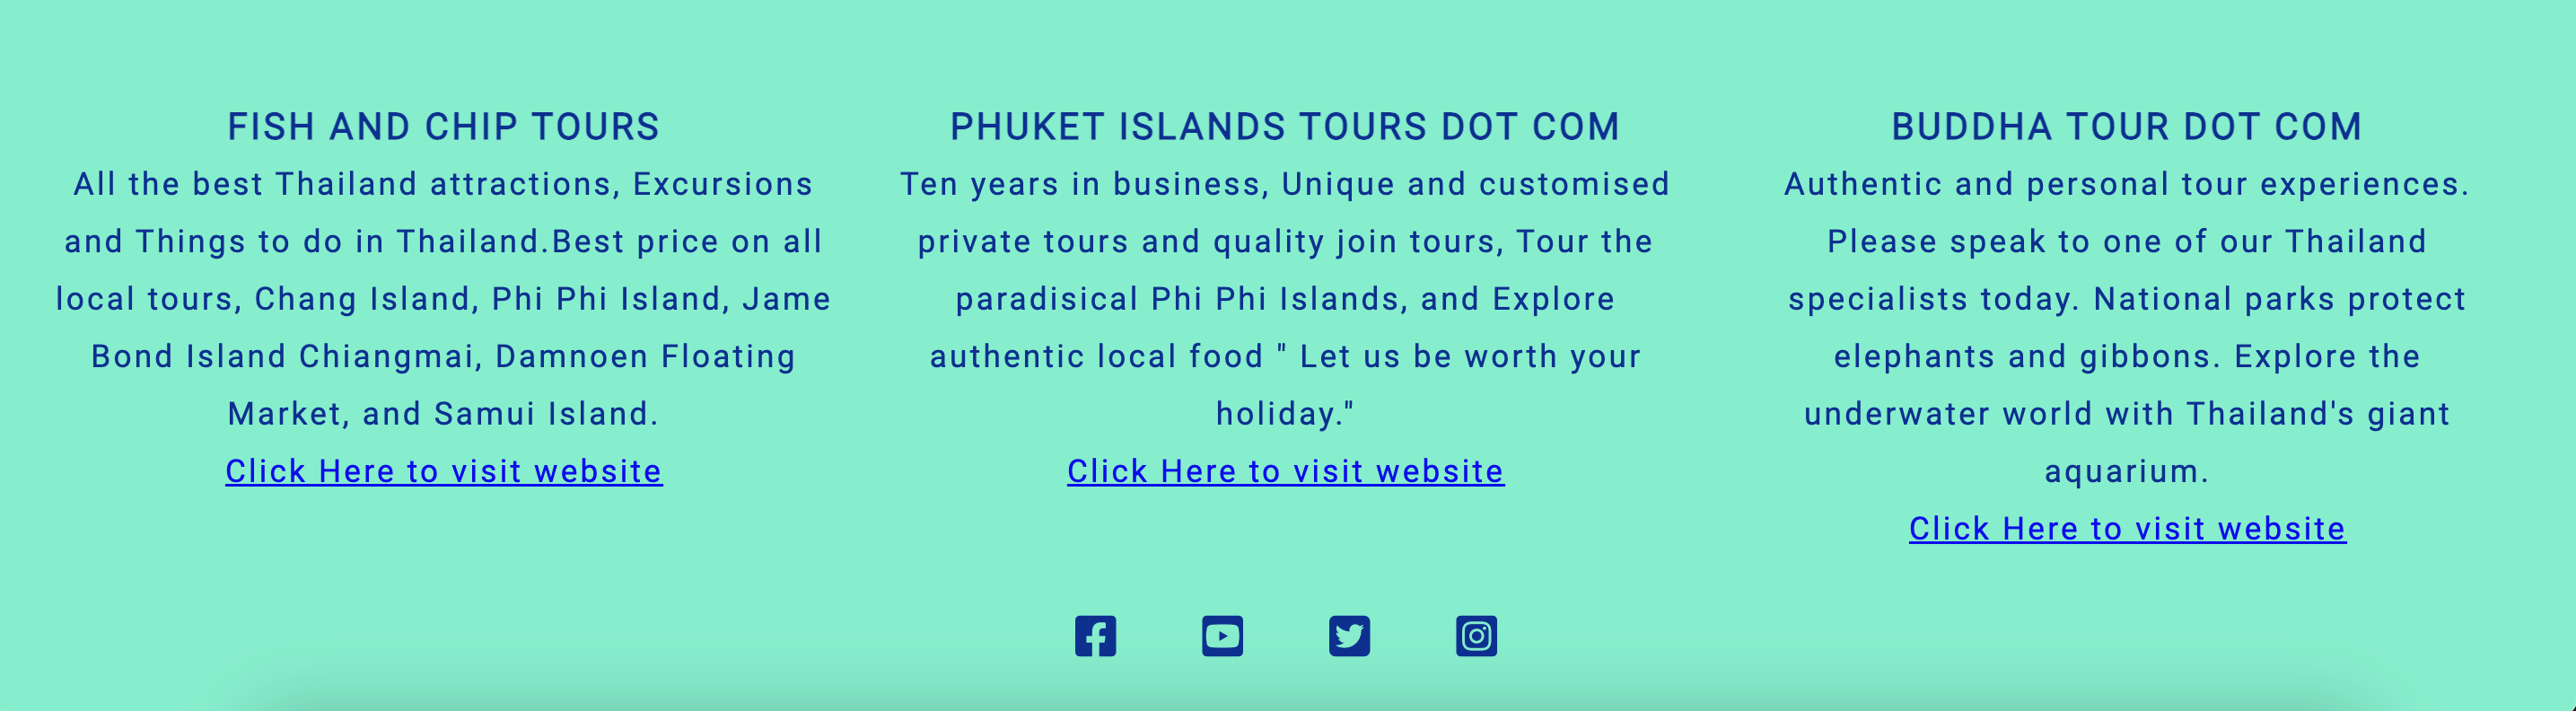 FISH AND CHIP TOURS
All the best Thailand attractions, Excursions
and Things to do in Thailand.Best price on all
local tours, Chang Island, Phi Phi Island, Jame
Bond Island Chiangmai, Damnoen Floating
Market, and Samui Island.
Click Here to visit website
PHUKET ISLANDS TOURS DOT COM
Ten years in business, Unique and customised
private tours and quality join tours, Tour the
paradisical Phi Phi Islands, and Explore
authentic local food " Let us be worth your
holiday."
Click Here to visit website
BUDDHA TOUR DOT COM
Authentic and personal tour experiences.
Please speak to one of our Thailand
specialists today. National parks protect
elephants and gibbons. Explore the
underwater world with Thailand's giant
aquarium.
Click Here to visit website